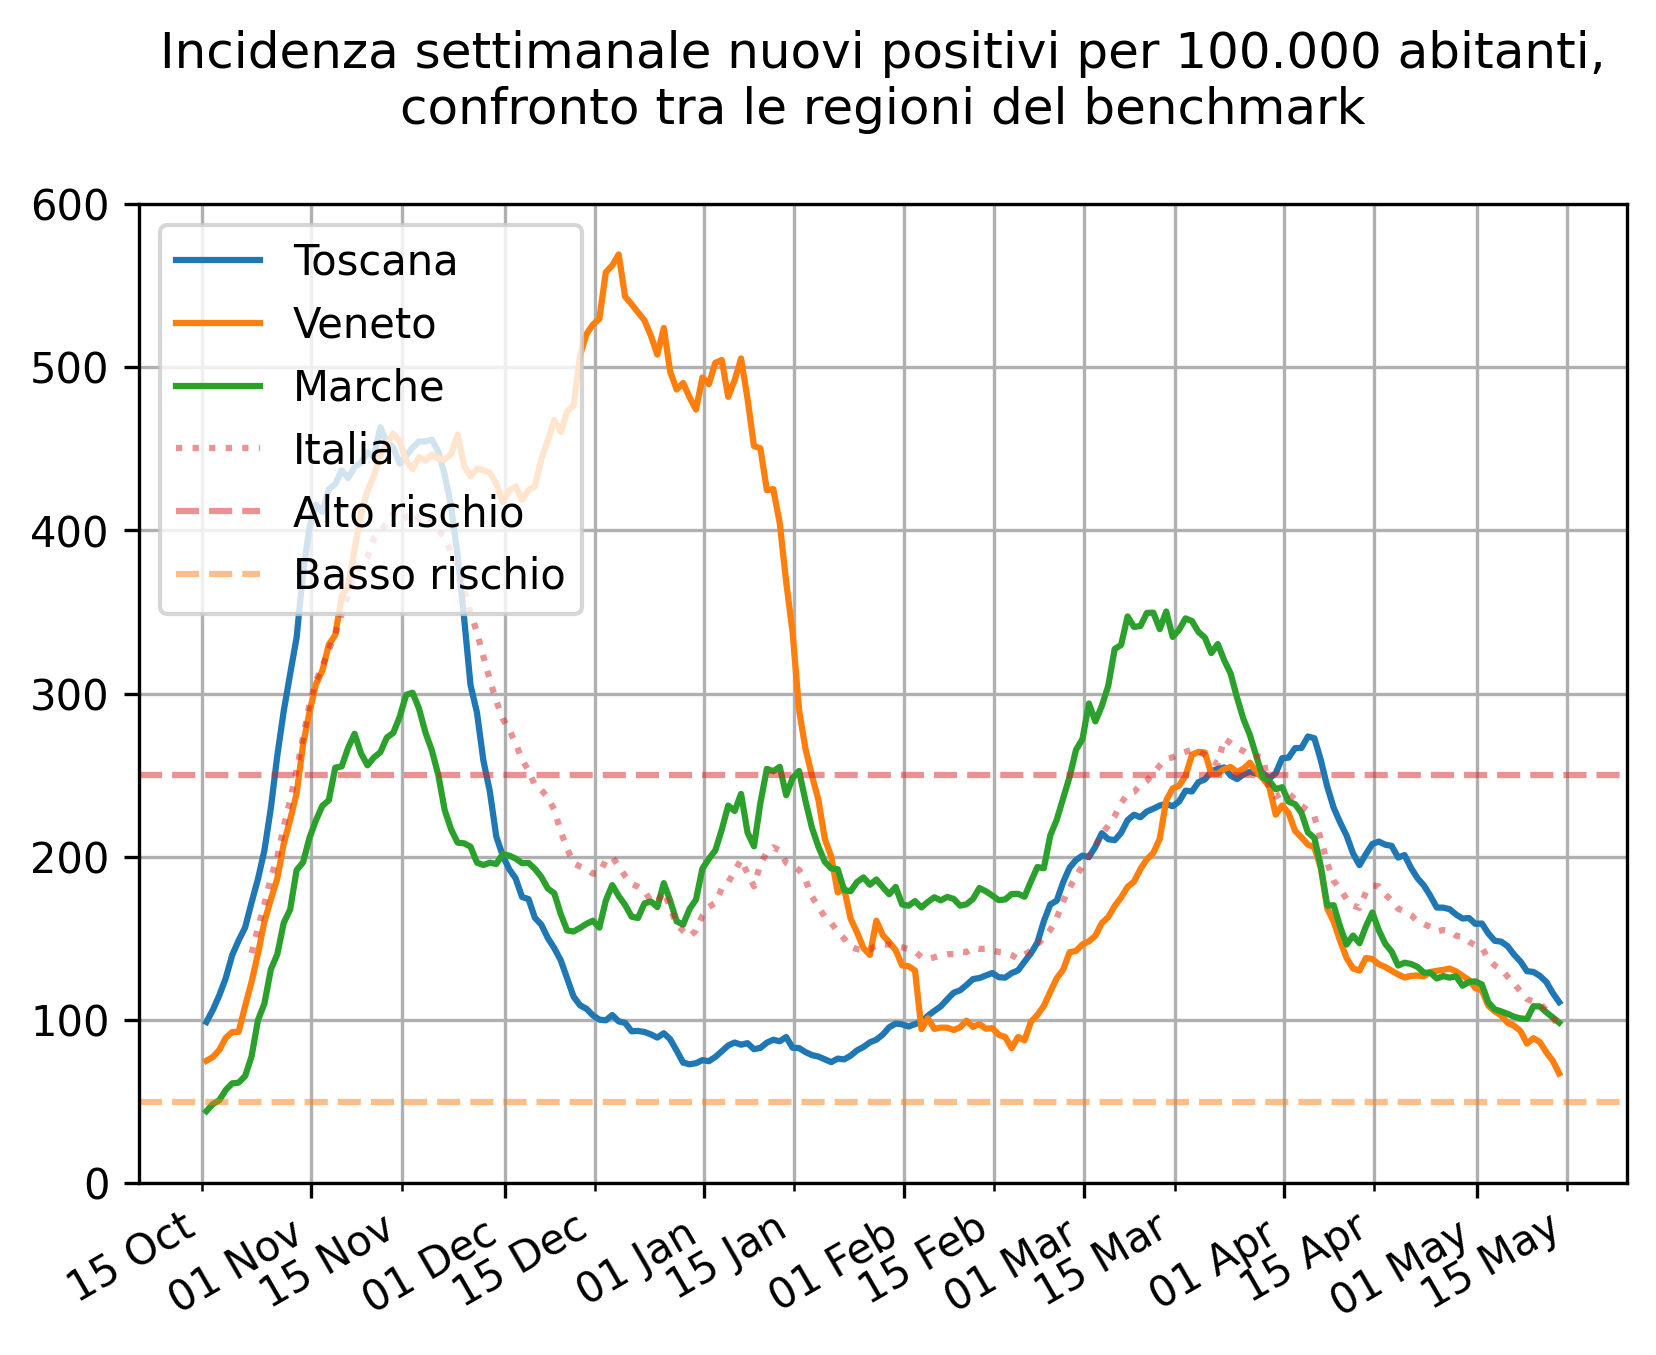 Incidenza settimanale nuovi positivi per 100.000 abitanti,
confronto tra le regioni del benchmark
600
500
400
300
200
100
0
Toscana
Veneto
Marche
Italia
Alto rischio
Basso rischio
15 Oct
01 Nov
15 Nov
01 Dec
15 Dec
01 Jan
15 Jan
01 Feb
15 Feb
01 Mar
15 Mar
01 Apr
15 Apr
01 May
15 May